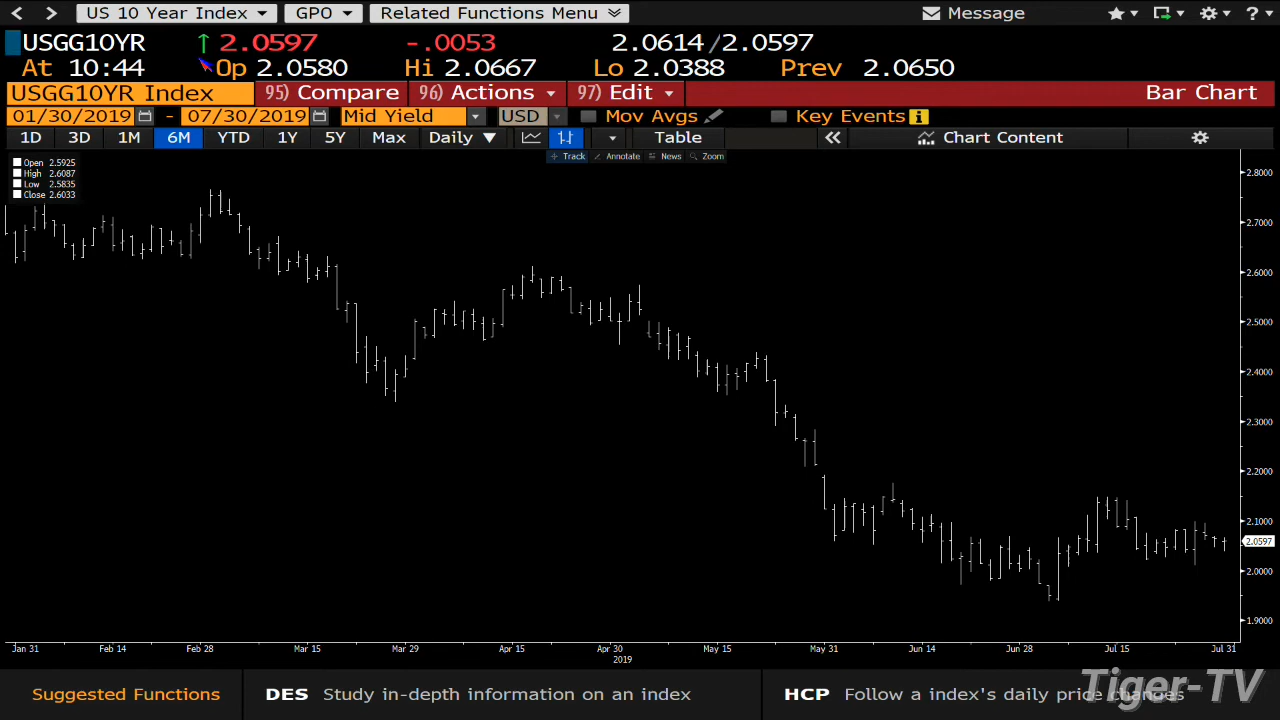 US 10 Year Index GPO Related Functions Menu Message ?
USGG10YR ↑ 2.0597 -.0053 2.0614/2.0597
At 10:44 Op 2.0580 Hi 2.0667 Lo 2.0388 Prev 2.0650
USGG10YR Index 95) Compare 96) Actions 97) Edit Bar Chart
01/30/2019 - 07/30/2019 Mid Yield USD Mov Avgs Key Events
1D 3D 1M 6M YTD 1Y 5Y Max Daily ▼ Table « Chart Content
Track Annotate News Zoom
Open 2.5925
High 2.6087
Low 2.5835
Close 2.6033
2.8000
2.7000
2.6000
2.5000
2.4000
2.3000
2.2000
2.1000
2.0597
2.0000
1.9000
Jan 31 Feb 14 Feb 28 Mar 15 Mar 29 Apr 15 Apr 30 May 15 May 31 Jun 14 Jun 28 Jul 15 Jul 31
2019
Suggested Functions DES Study in-depth information on an index HCP Follow a index's daily price changes
Tiger-TV